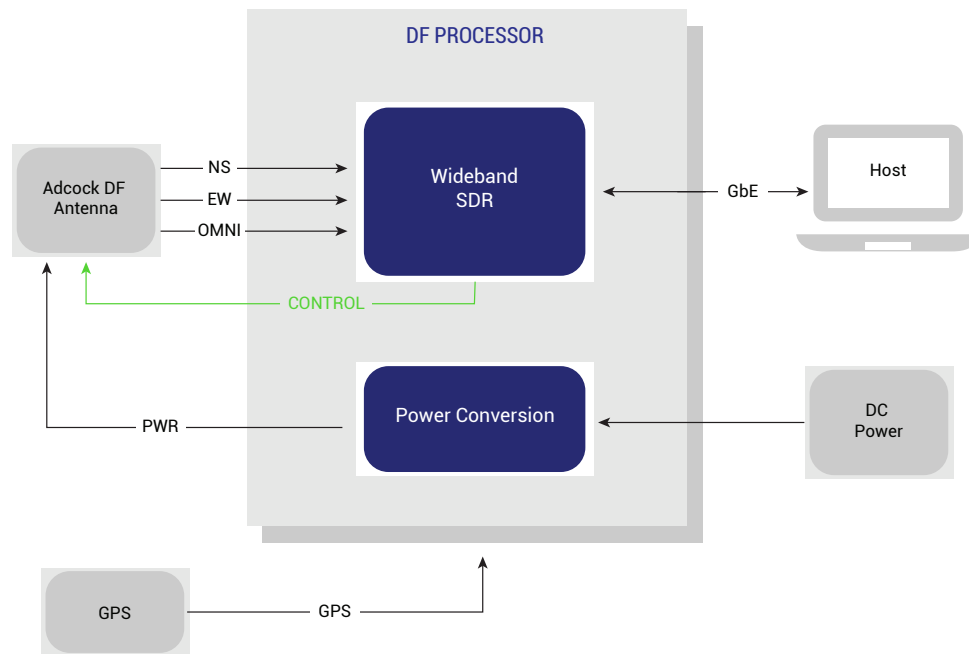 DF PROCESSOR
Adcock DF
Antenna
NS
EW
OMNI
Wideband
SDR
GbE
Host
CONTROL
PWR
Power Conversion
DC
Power
GPS
GPS